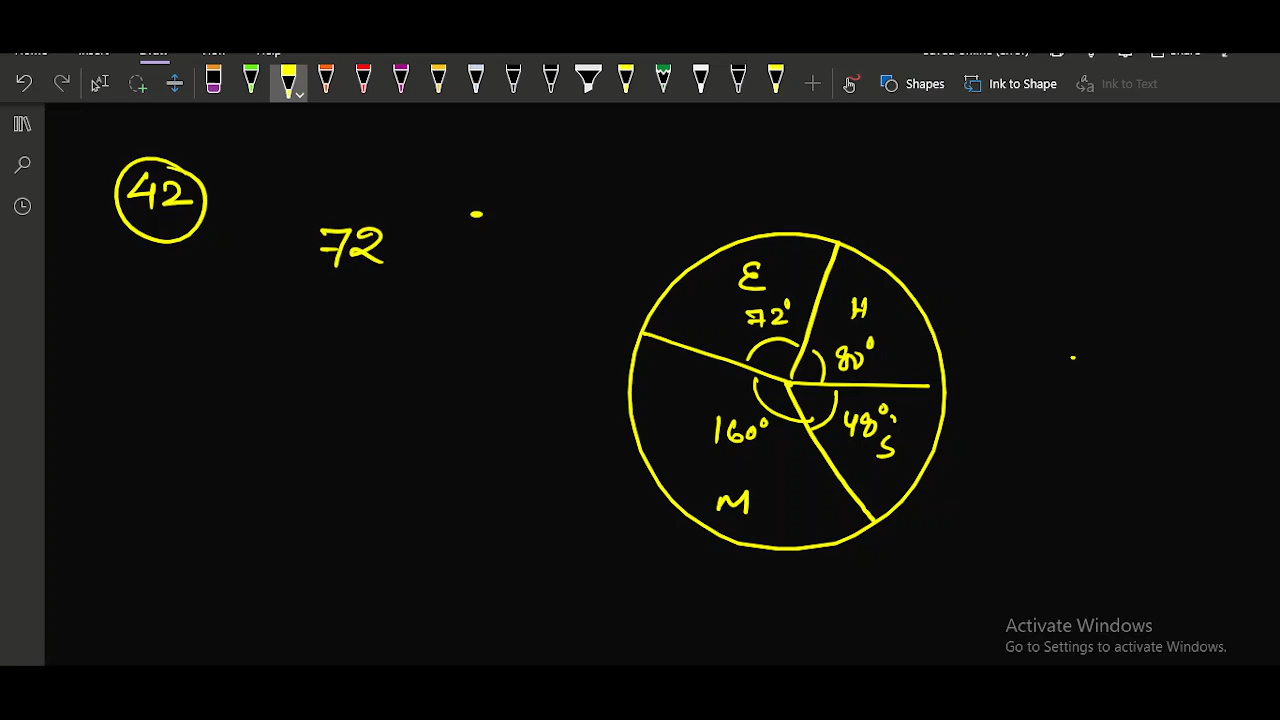 Shapes
Ink to Shape
Ink to Text
42
72
E
72°
H
80°
160°
48°
S
M
Activate Windows
Go to Settings to activate Windows.